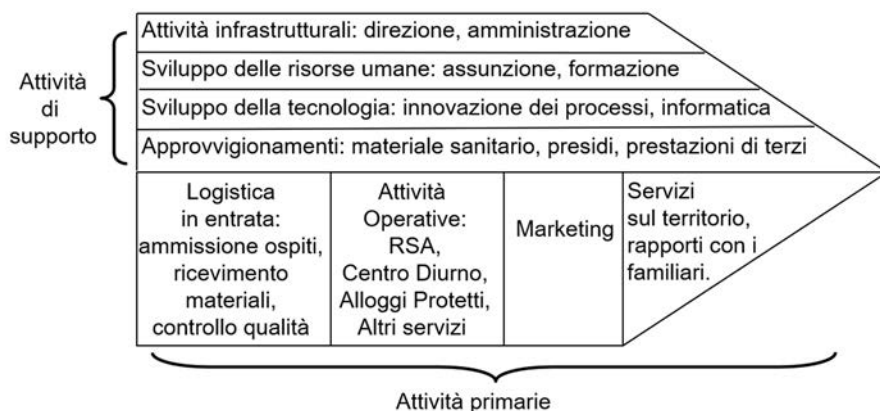 Attività infrastrutturali: direzione, amministrazione
Sviluppo delle risorse umane: assunzione, formazione
Sviluppo della tecnologia: innovazione dei processi, informatica
Approvvigionamenti: materiale sanitario, presidi, prestazioni di terzi
Attività
di
supporto
Logistica
in entrata:
ammissione ospiti,
ricevimento
materiali,
controllo qualità
Attività
Operative:
RSA,
Centro Diurno,
Alloggi Protetti,
Altri servizi
Marketing
Servizi
sul territorio,
rapporti con i
familiari.
Attività primarie